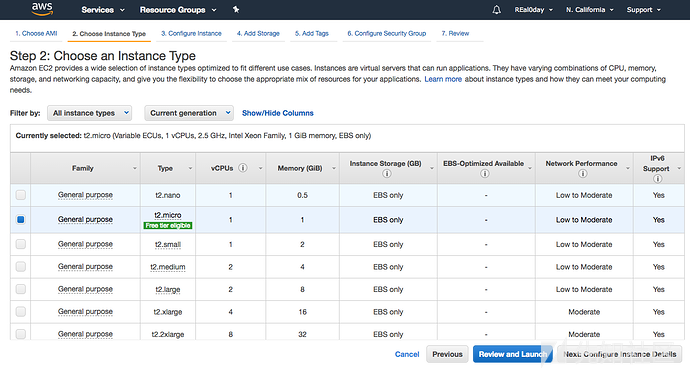 aws Services Resource Groups REal0day N. California Support
1. Choose AMI 2. Choose Instance Type 3. Configure Instance 4. Add Storage 5. Add Tags 6. Configure Security Group 7. Review
Step 2: Choose an Instance Type
Amazon EC2 provides a wide selection of instance types optimized to fit different use cases. Instances are virtual servers that can run applications. They have varying combinations of CPU, memory,
storage, and networking capacity, and give you the flexibility to choose the appropriate mix of resources for your applications. Learn more about instance types and how they can meet your computing
needs.
Filter by: All instance types Current generation Show/Hide Columns
Currently selected: t2.micro (Variable ECUs, 1 vCPUs, 2.5 GHz, Intel Xeon Family, 1 GiB memory, EBS only)
Family Type vCPUs Memory (GiB) Instance Storage (GB) EBS-Optimized Available Network Performance IPv6 Support
General purpose t2.nano 1 0.5 EBS only - Low to Moderate Yes
General purpose t2.micro 1 1 EBS only - Low to Moderate Yes
Free tier eligible
General purpose t2.small 1 2 EBS only - Low to Moderate Yes
General purpose t2.medium 2 4 EBS only - Low to Moderate Yes
General purpose t2.large 2 8 EBS only - Low to Moderate Yes
General purpose t2.xlarge 4 16 EBS only - Moderate Yes
General purpose t2.2xlarge 8 32 EBS only - Moderate Yes
Cancel Previous Review and Launch Next: Configure Instance Details